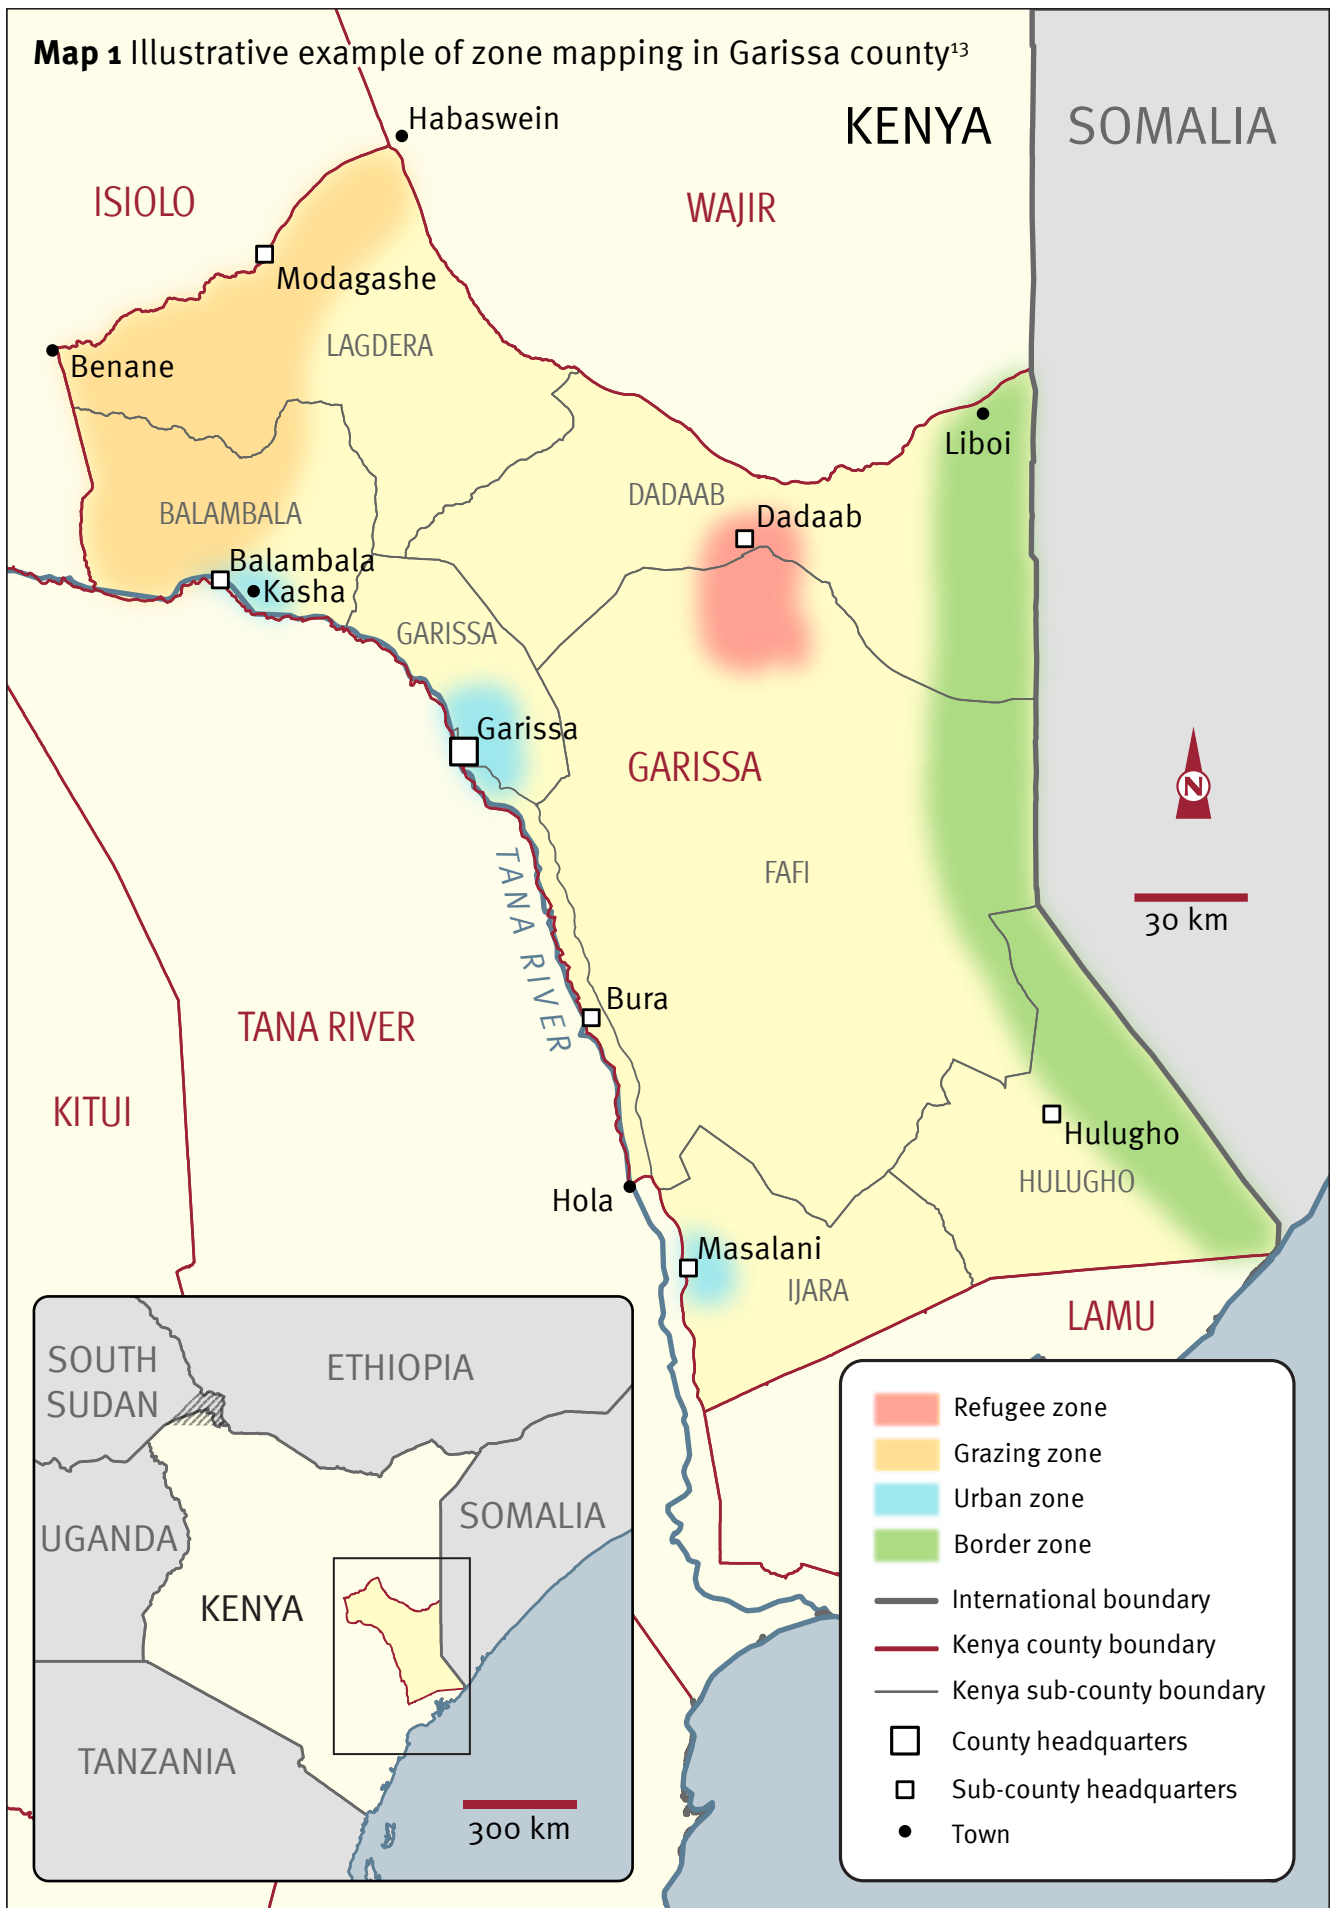 Map 1 Illustrative example of zone mapping in Garissa county¹³
Habaswein
KENYA
SOMALIA
ISIOLO
WAJIR
Modagashe
LAGDERA
Benane
Liboi
DADAAB
BALAMBALA
Dadaab
Balambala
Kasha
GARISSA
Garissa
GARISSA
N
FAFI
TANA RIVER
30 km
Bura
TANA RIVER
KITUI
Hulugho
HULUGHO
Hola
Masalani
IJARA
LAMU
SOUTH
SUDAN
ETHIOPIA
UGANDA
SOMALIA
KENYA
TANZANIA
300 km
Refugee zone
Grazing zone
Urban zone
Border zone
International boundary
Kenya county boundary
Kenya sub-county boundary
County headquarters
Sub-county headquarters
Town